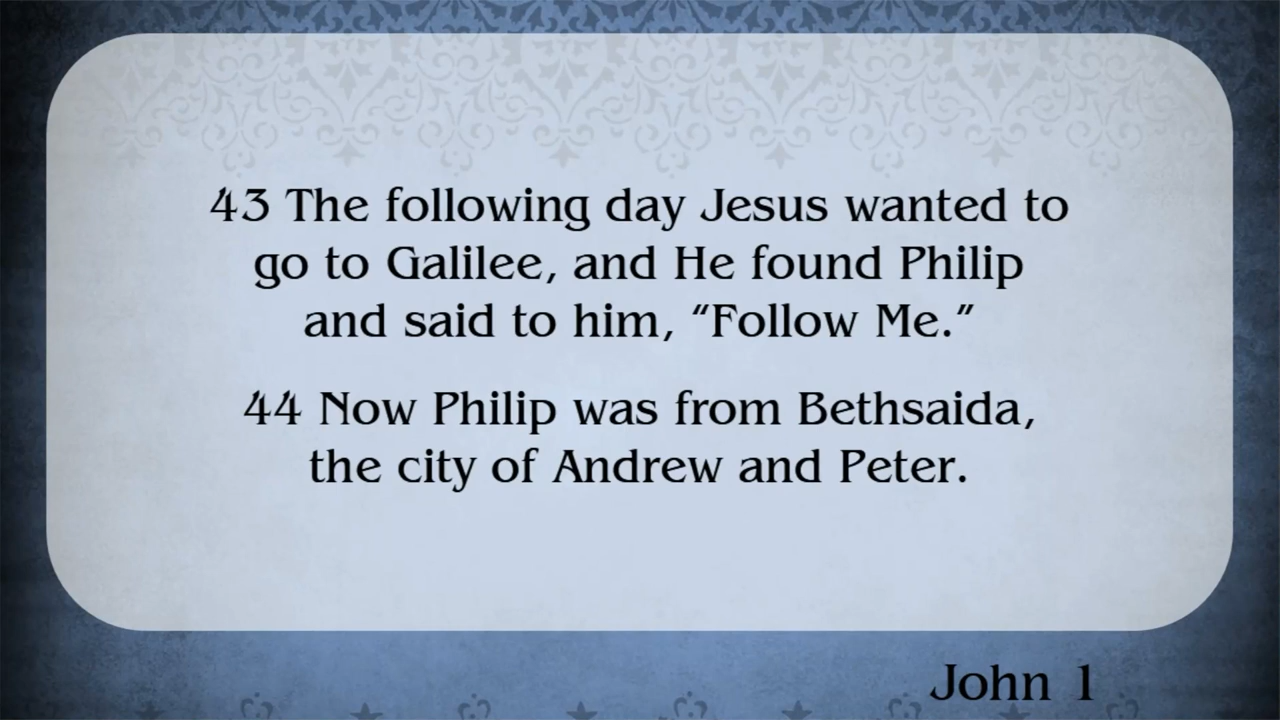 43 The following day Jesus wanted to
go to Galilee, and He found Philip
and said to him, “Follow Me.”
44 Now Philip was from Bethsaida,
the city of Andrew and Peter.
John 1